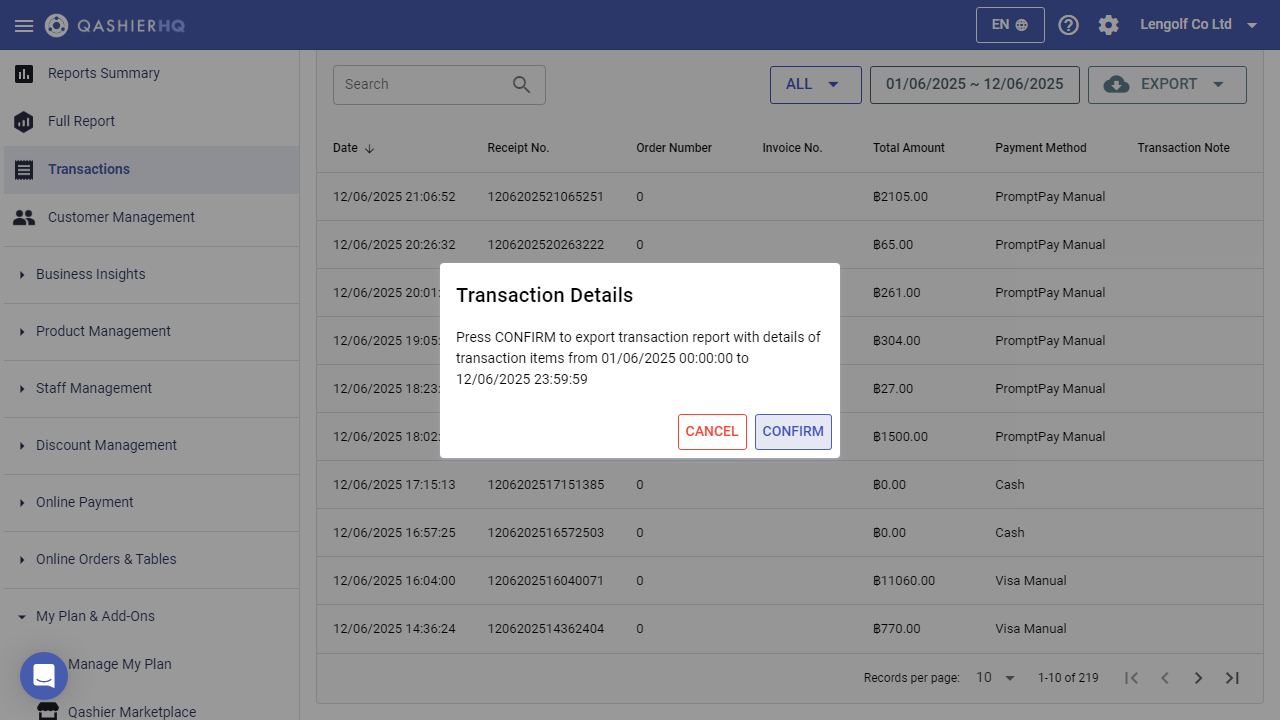 QASHIERHQ
EN
Lengolf Co Ltd
Reports Summary
Full Report
Transactions
Customer Management
Business Insights
Product Management
Staff Management
Discount Management
Online Payment
Online Orders & Tables
My Plan & Add-Ons
Manage My Plan
Qashier Marketplace
Search
ALL
01/06/2025 ~ 12/06/2025
EXPORT
Date Receipt No. Order Number Invoice No. Total Amount Payment Method Transaction Note
12/06/2025 21:06:52 1206202521065251 0 ฿2105.00 PromptPay Manual
12/06/2025 20:26:32 1206202520263222 0 ฿65.00 PromptPay Manual
12/06/2025 20:01: ฿261.00 PromptPay Manual
12/06/2025 19:05: ฿304.00 PromptPay Manual
12/06/2025 18:23: ฿27.00 PromptPay Manual
12/06/2025 18:02: ฿1500.00 PromptPay Manual
12/06/2025 17:15:13 1206202517151385 0 ฿0.00 Cash
12/06/2025 16:57:25 1206202516572503 0 ฿0.00 Cash
12/06/2025 16:04:00 1206202516040071 0 ฿11060.00 Visa Manual
12/06/2025 14:36:24 1206202514362404 0 ฿770.00 Visa Manual
Records per page: 10 1-10 of 219
Transaction Details
Press CONFIRM to export transaction report with details of
transaction items from 01/06/2025 00:00:00 to
12/06/2025 23:59:59
CANCEL
CONFIRM